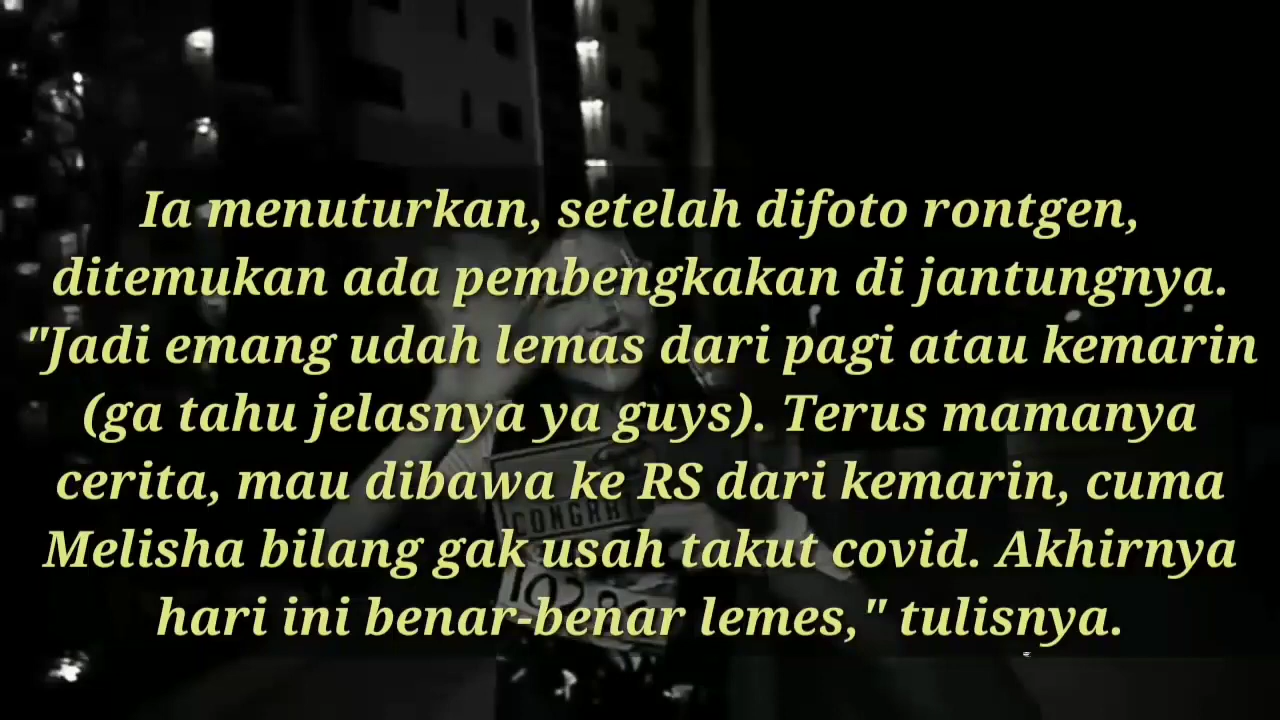 Ia menuturkan, setelah difoto rontgen,
ditemukan ada pembengkakan di jantungnya.
"Jadi emang udah lemas dari pagi atau kemarin
(ga tahu jelasnya ya guys). Terus mamanya
cerita, mau dibawa ke RS dari kemarin, cuma
Melisha bilang gak usah takut covid. Akhirnya
hari ini benar-benar lemes," tulisnya.
CONGRAT